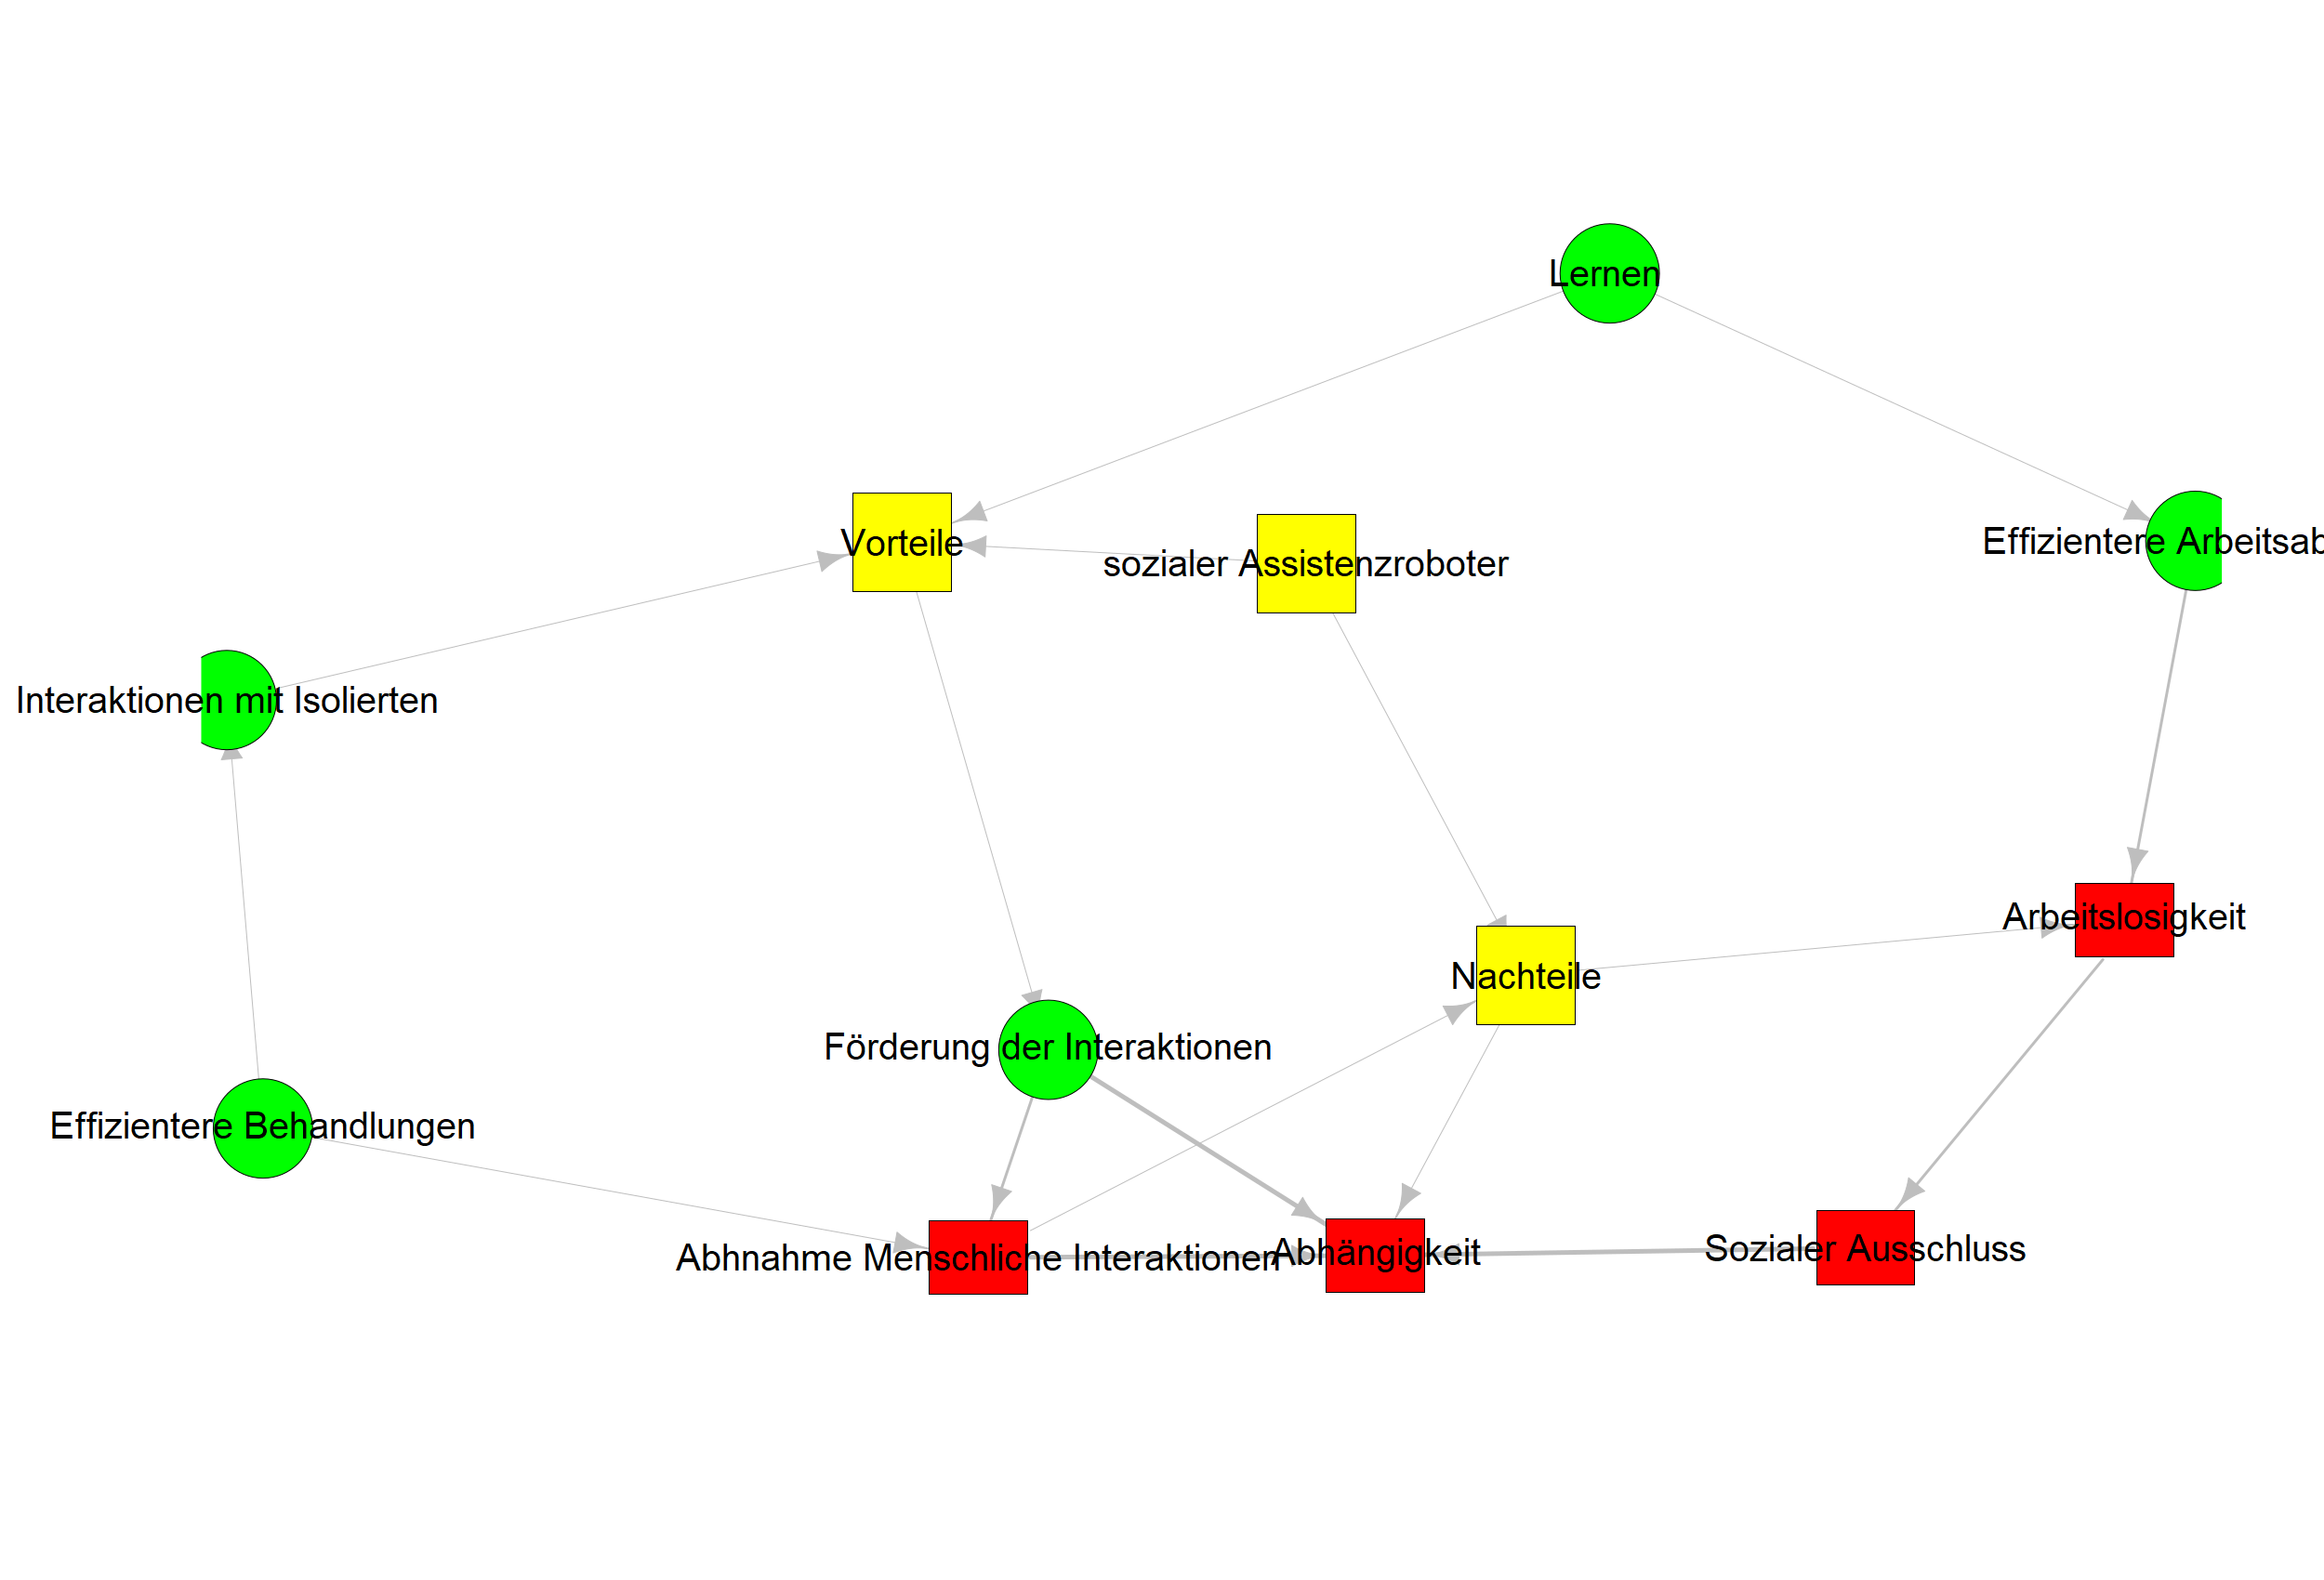 Lernen
Vorteile
sozialer Assistenzroboter
Effizientere Arbeitsab
Interaktionen mit Isolierten
Arbeitslosigkeit
Nachteile
Förderung der Interaktionen
Effizientere Behandlungen
Abhnahme Menschliche Interaktionen
Abhängigkeit
Sozialer Ausschluss